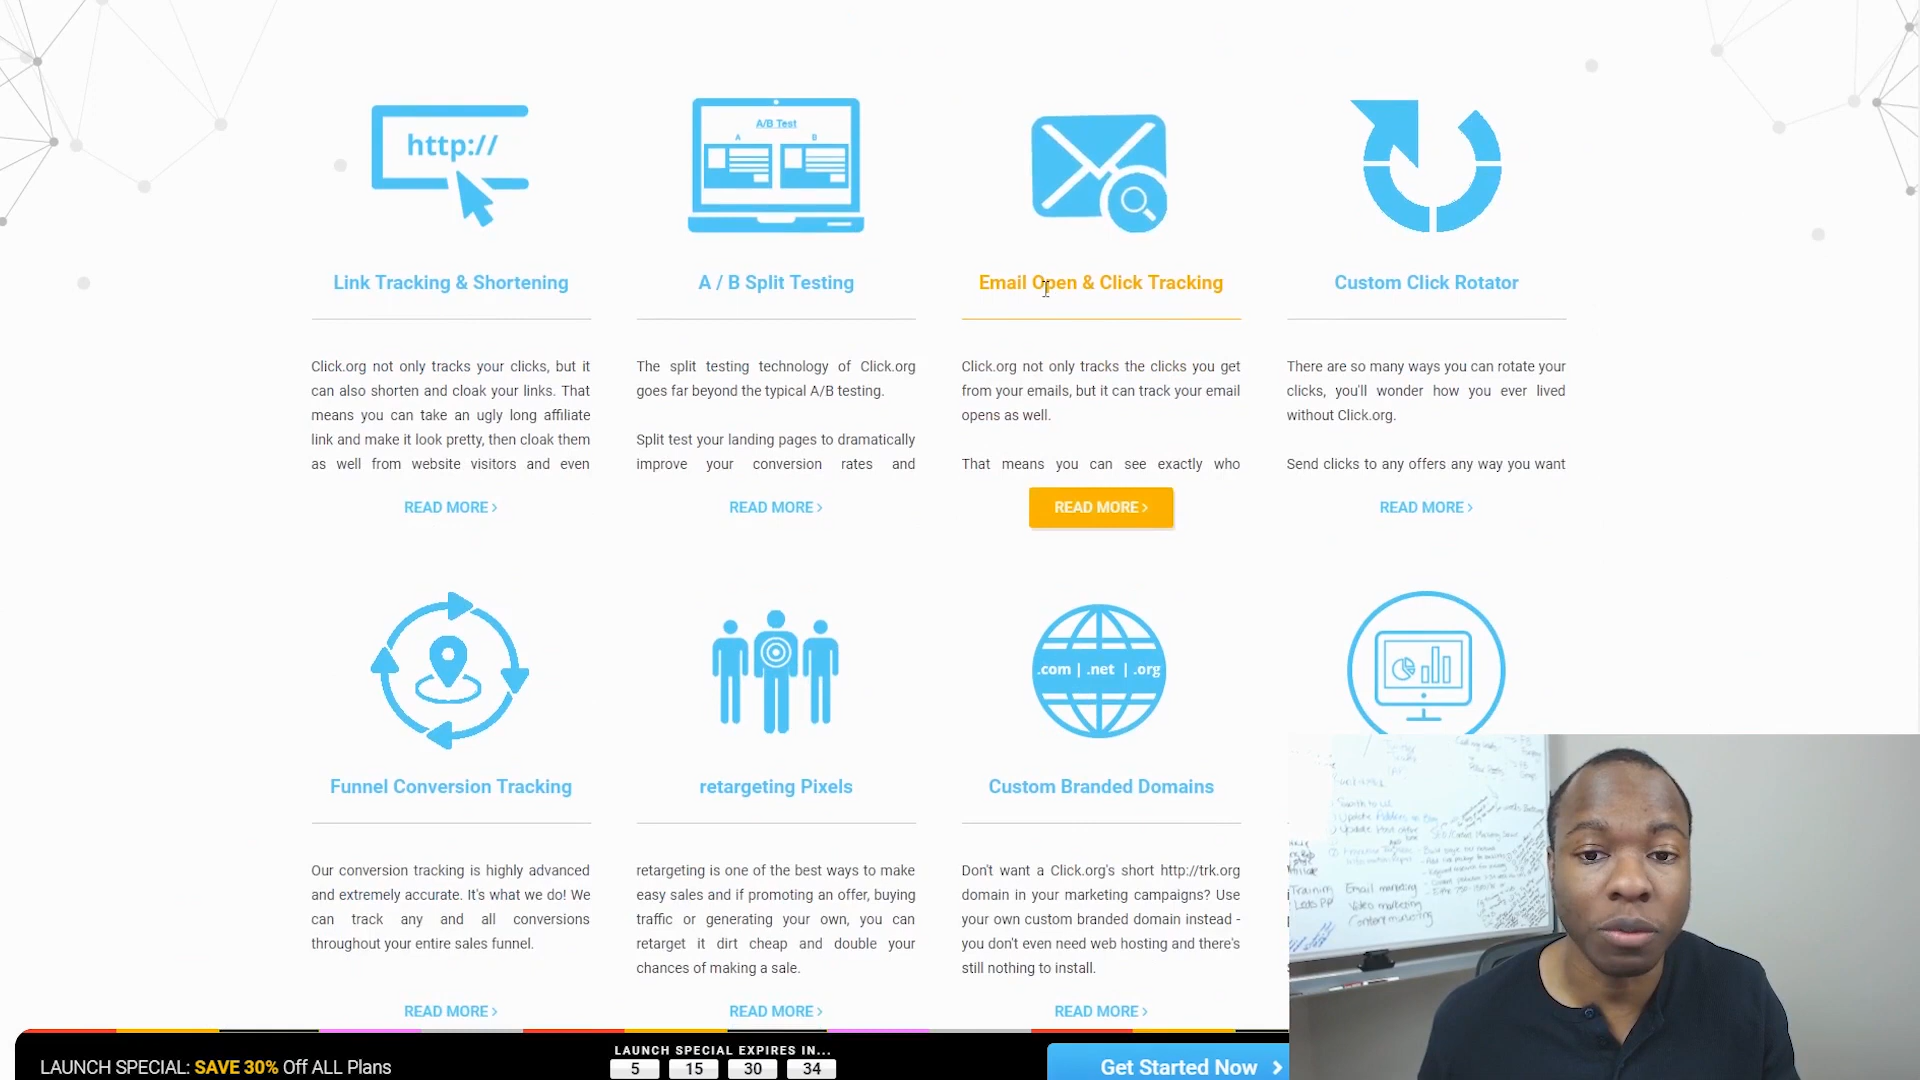 http://
A/B Test
A B
Link Tracking & Shortening
A / B Split Testing
Email Open & Click Tracking
Custom Click Rotator
Click.org not only tracks your clicks, but it
can also shorten and cloak your links. That
means you can take an ugly long affiliate
link and make it look pretty, then cloak them
as well from website visitors and even
READ MORE >
The split testing technology of Click.org
goes far beyond the typical A/B testing.
Split test your landing pages to dramatically
improve your conversion rates and
READ MORE >
Click.org not only tracks the clicks you get
from your emails, but it can track your email
opens as well.
That means you can see exactly who
READ MORE >
There are so many ways you can rotate your
clicks, you'll wonder how you ever lived
without Click.org.
Send clicks to any offers any way you want
READ MORE >
.com | .net | .org
Funnel Conversion Tracking
retargeting Pixels
Custom Branded Domains
Our conversion tracking is highly advanced
and extremely accurate. It's what we do! We
can track any and all conversions
throughout your entire sales funnel.
READ MORE >
retargeting is one of the best ways to make
easy sales and if promoting an offer, buying
traffic or generating your own, you can
retarget it dirt cheap and double your
chances of making a sale.
READ MORE >
Don't want a Click.org's short http://trk.org
domain in your marketing campaigns? Use
your own custom branded domain instead -
you don't even need web hosting and there's
still nothing to install.
READ MORE >
Training
Email marketing
Video marketing
Content marketing
LAUNCH SPECIAL: SAVE 30% Off ALL Plans
LAUNCH SPECIAL EXPIRES IN...
5 15 30 34
Get Started Now >